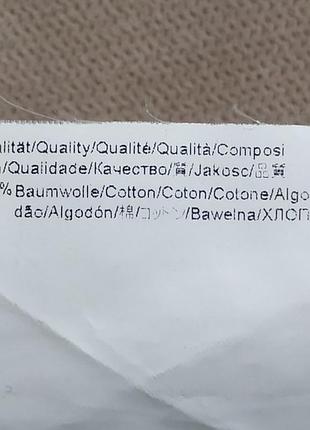 alität/Quality/Qualité/Qualità/Composi
/Qualidade/Качество/質/Jakosc/品質
%Baumwolle/Cotton/Coton/Cotone/Algo
dão/Algodón/棉/コットン/Bawelna/ХЛОП